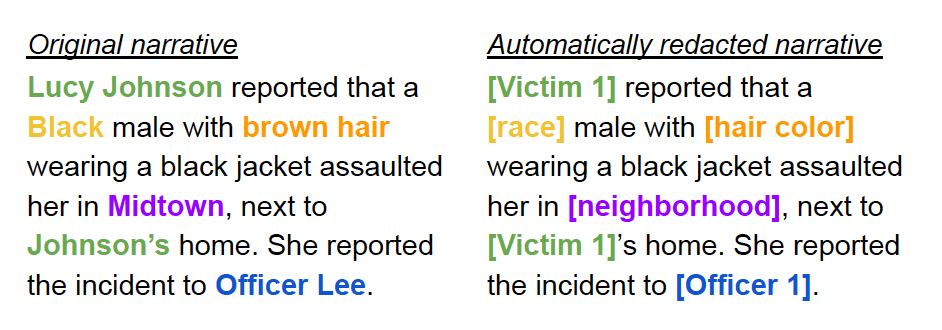 Original narrative
Lucy Johnson reported that a
Black male with brown hair
wearing a black jacket assaulted
her in Midtown, next to
Johnson's home. She reported
the incident to Officer Lee.
Automatically redacted narrative
[Victim 1] reported that a
[race] male with [hair color]
wearing a black jacket assaulted
her in [neighborhood], next to
[Victim 1]'s home. She reported
the incident to [Officer 1].